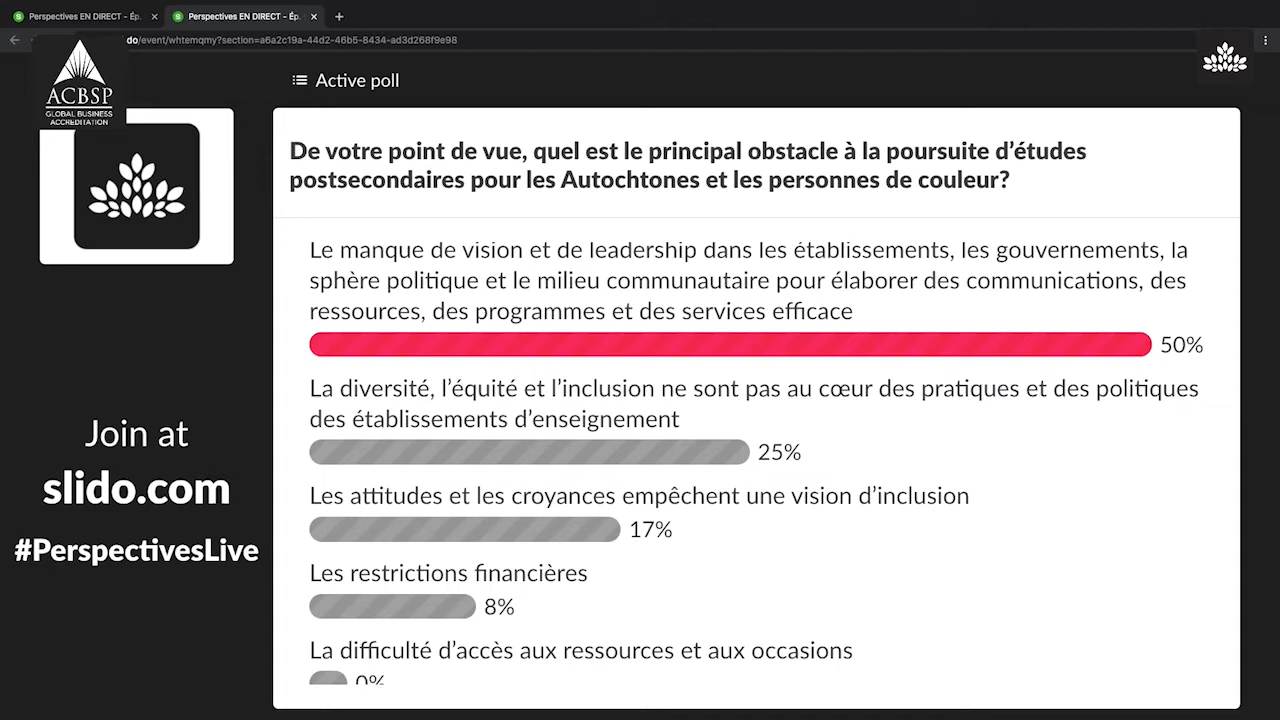 Perspectives EN DIRECT - Ép.
Perspectives EN DIRECT - Ép.
do/event/whtemqmy?section=a6a2c19a-44d2-46b5-8434-ad3d268f9e98
ACBSP
GLOBAL BUSINESS
ACCREDITATION
Active poll
De votre point de vue, quel est le principal obstacle à la poursuite d’études
postsecondaires pour les Autochtones et les personnes de couleur?
Le manque de vision et de leadership dans les établissements, les gouvernements, la
sphère politique et le milieu communautaire pour élaborer des communications, des
ressources, des programmes et des services efficace
50%
La diversité, l’équité et l’inclusion ne sont pas au cœur des pratiques et des politiques
des établissements d’enseignement
25%
Les attitudes et les croyances empêchent une vision d’inclusion
17%
Les restrictions financières
8%
La difficulté d’accès aux ressources et aux occasions
0%
Join at
slido.com
#PerspectivesLive